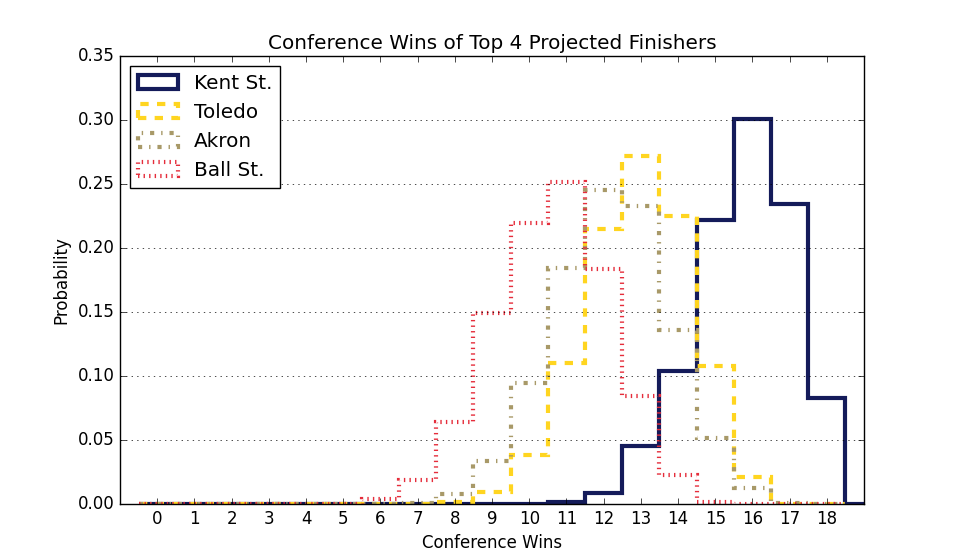 Conference Wins of Top 4 Projected Finishers
0.35
0.30
0.25
0.20
0.15
0.10
0.05
0.00
Probability
Kent St.
Toledo
Akron
Ball St.
0 1 2 3 4 5 6 7 8 9 10 11 12 13 14 15 16 17 18
Conference Wins